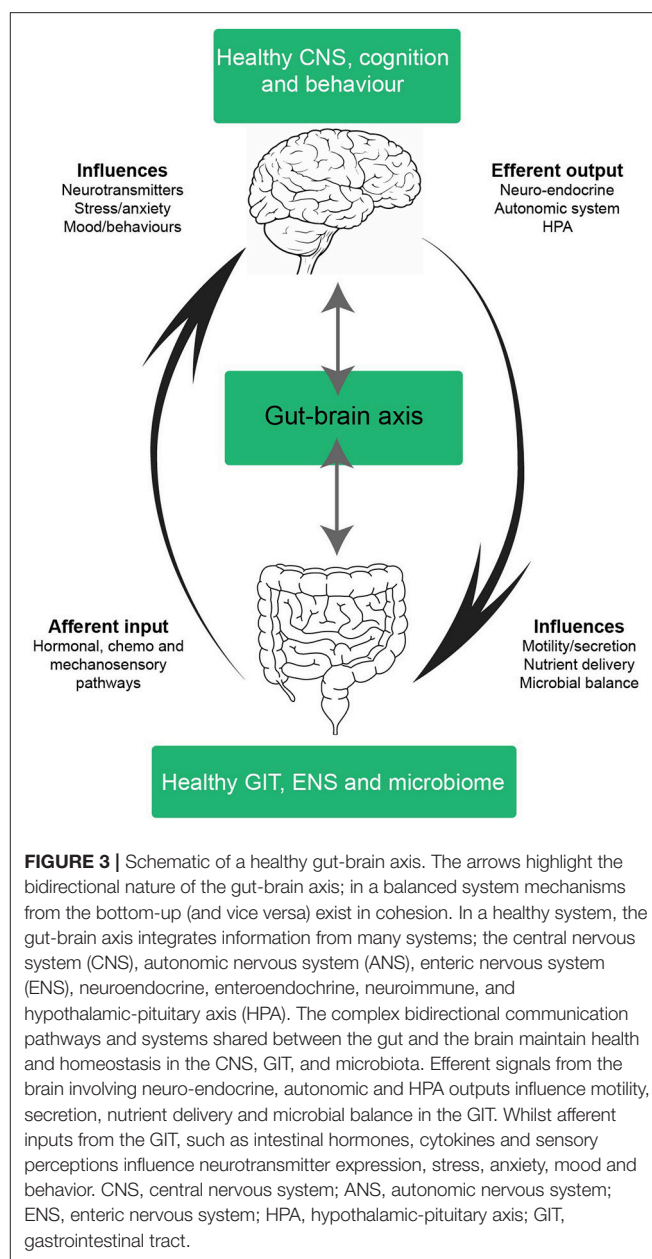 Healthy CNS, cognition
and behaviour
Influences
Neurotransmitters
Stress/anxiety
Mood/behaviours
Efferent output
Neuro-endocrine
Autonomic system
HPA
Gut-brain axis
Afferent input
Hormonal, chemo and
mechanosensory
pathways
Influences
Motility/secretion
Nutrient delivery
Microbial balance
Healthy GIT, ENS and microbiome
FIGURE 3 | Schematic of a healthy gut-brain axis. The arrows highlight the
bidirectional nature of the gut-brain axis; in a balanced system mechanisms
from the bottom-up (and vice versa) exist in cohesion. In a healthy system, the
gut-brain axis integrates information from many systems; the central nervous
system (CNS), autonomic nervous system (ANS), enteric nervous system
(ENS), neuroendocrine, enteroendochrine, neuroimmune, and
hypothalamic-pituitary axis (HPA). The complex bidirectional communication
pathways and systems shared between the gut and the brain maintain health
and homeostasis in the CNS, GIT, and microbiota. Efferent signals from the
brain involving neuro-endocrine, autonomic and HPA outputs influence motility,
secretion, nutrient delivery and microbial balance in the GIT. Whilst afferent
inputs from the GIT, such as intestinal hormones, cytokines and sensory
perceptions influence neurotransmitter expression, stress, anxiety, mood and
behavior. CNS, central nervous system; ANS, autonomic nervous system;
ENS, enteric nervous system; HPA, hypothalamic-pituitary axis; GIT,
gastrointestinal tract.